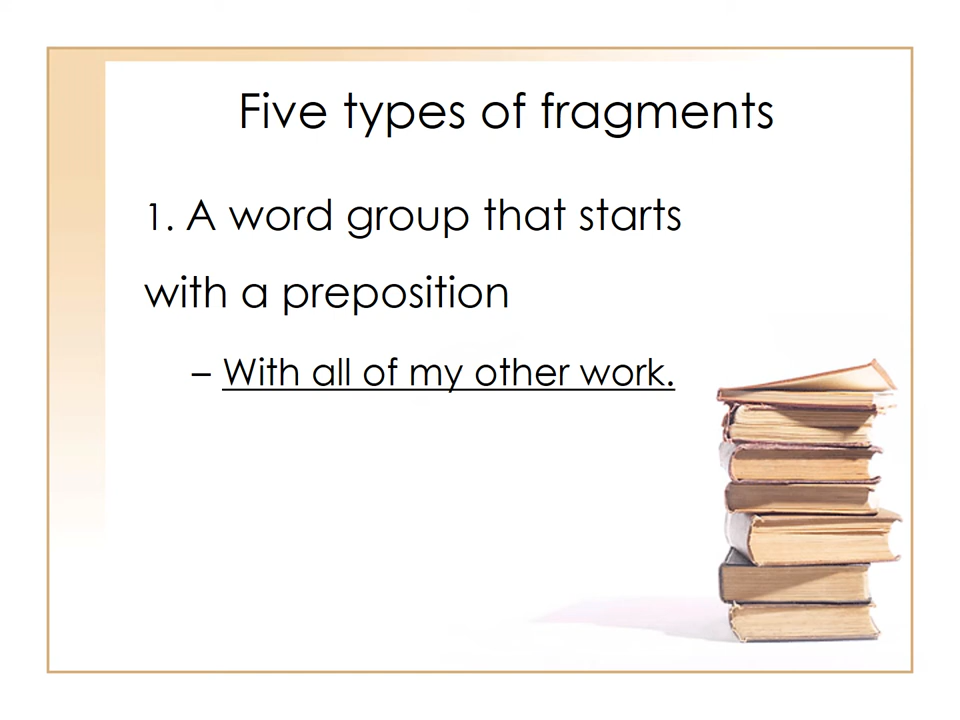 Five types of fragments
1. A word group that starts
with a preposition
– With all of my other work.